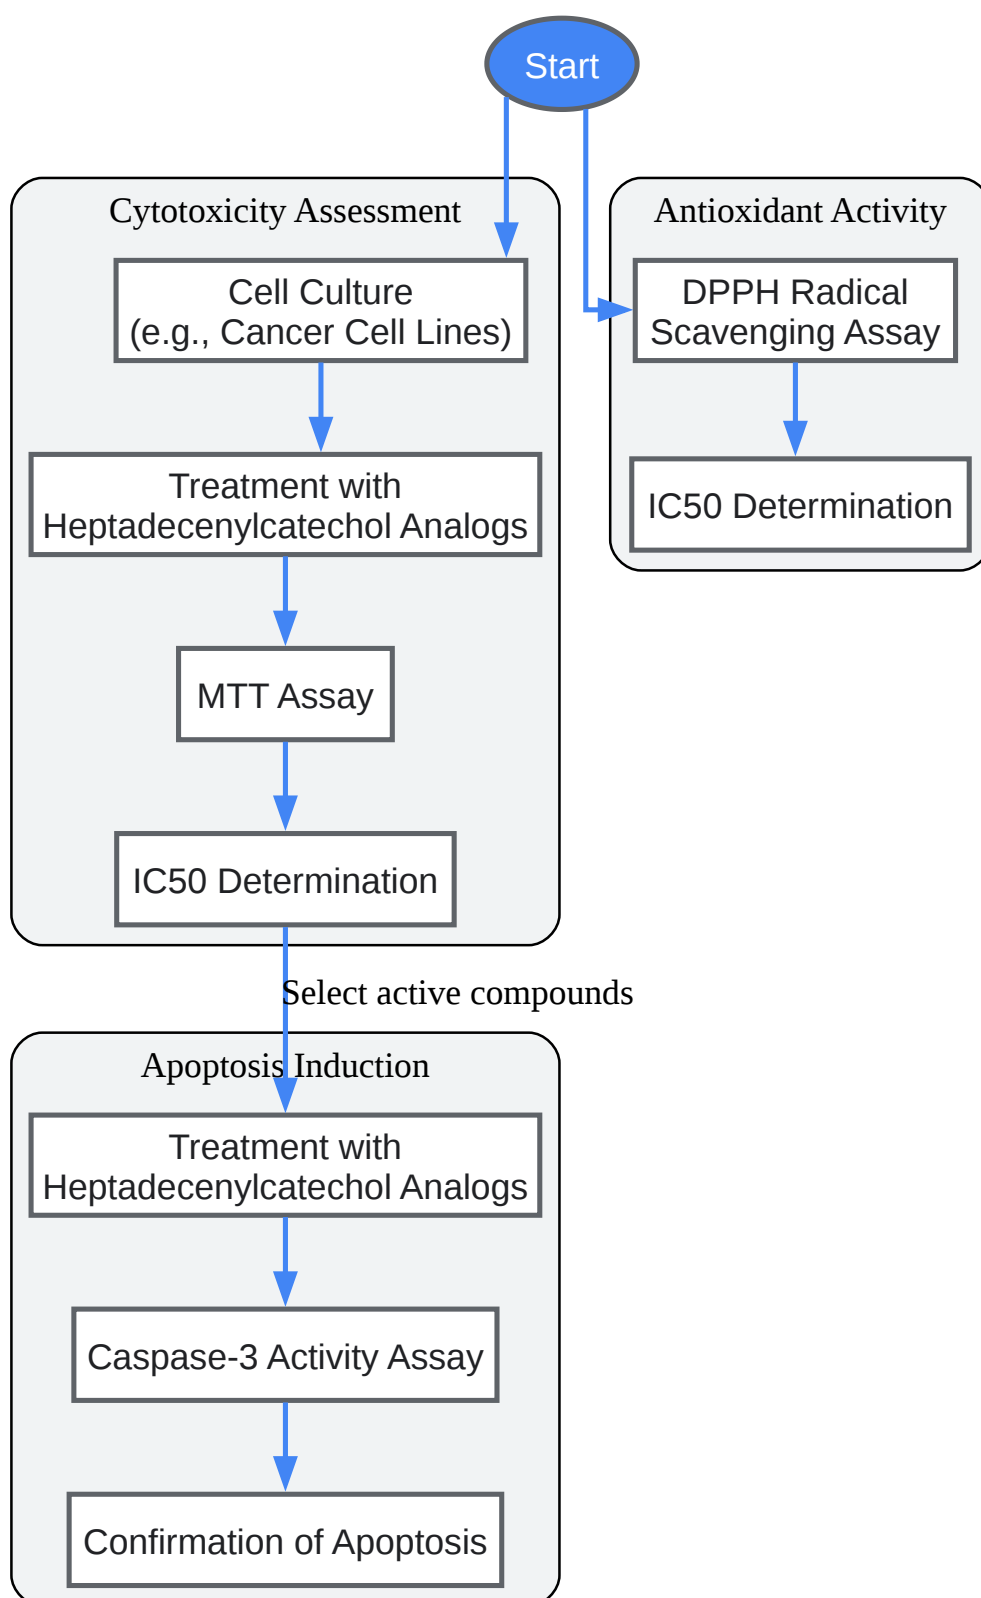 Start
Cytotoxicity Assessment
Cell Culture
(e.g., Cancer Cell Lines)
Treatment with
Heptadecenylcatechol Analogs
MTT Assay
IC50 Determination
Antioxidant Activity
DPPH Radical
Scavenging Assay
IC50 Determination
Select active compounds
Apoptosis Induction
Treatment with
Heptadecenylcatechol Analogs
Caspase-3 Activity Assay
Confirmation of Apoptosis